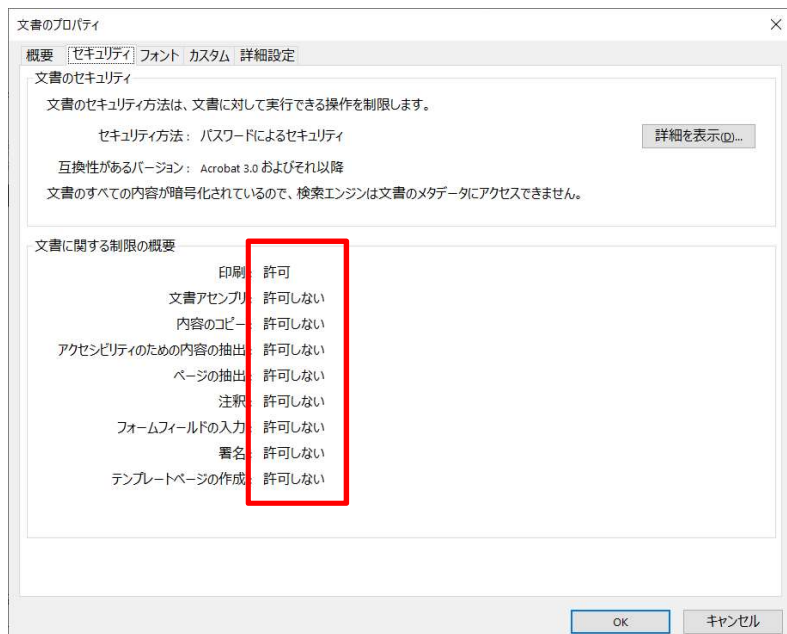 文書のプロパティ
概要 セキュリティ フォント カスタム 詳細設定
文書のセキュリティ
文書のセキュリティ方法は、文書に対して実行できる操作を制限します。
セキュリティ方法： パスワードによるセキュリティ 詳細を表示(D)...
互換性があるバージョン： Acrobat 3.0 およびそれ以降
文書のすべての内容が暗号化されているので、検索エンジンは文書のメタデータにアクセスできません。
文書に関する制限の概要
印刷： 許可
文書アセンブリ： 許可しない
内容のコピー： 許可しない
アクセシビリティのための内容の抽出： 許可しない
ページの抽出： 許可しない
注釈： 許可しない
フォームフィールドの入力： 許可しない
署名： 許可しない
テンプレートページの作成： 許可しない
OK キャンセル